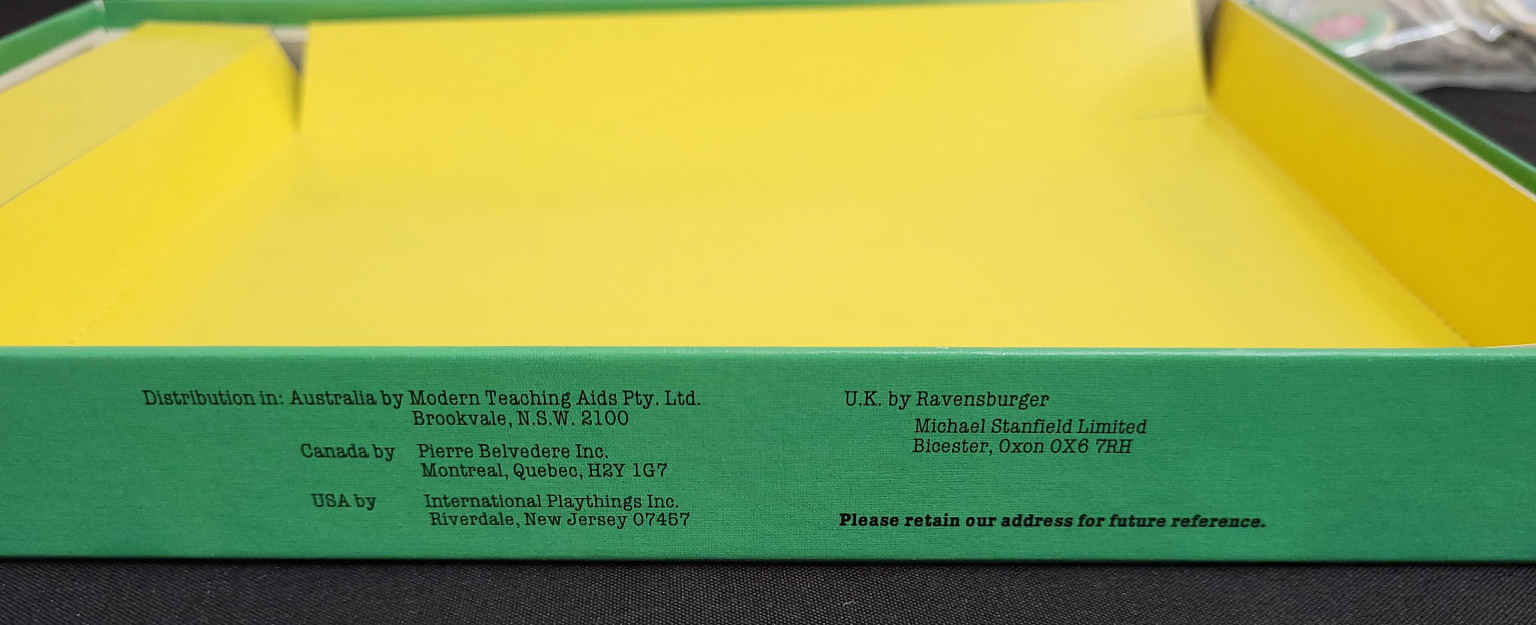 Distribution in: Australia by Modern Teaching Aids Pty. Ltd.
Brookvale, N.S.W. 2100
Canada by Pierre Belvedere Inc.
Montreal, Quebec, H2Y 1G7
USA by International Playthings Inc.
Riverdale, New Jersey 07457
U.K. by Ravensburger
Michael Stanfield Limited
Bicester, Oxon OX6 7RH
Please retain our address for future reference.